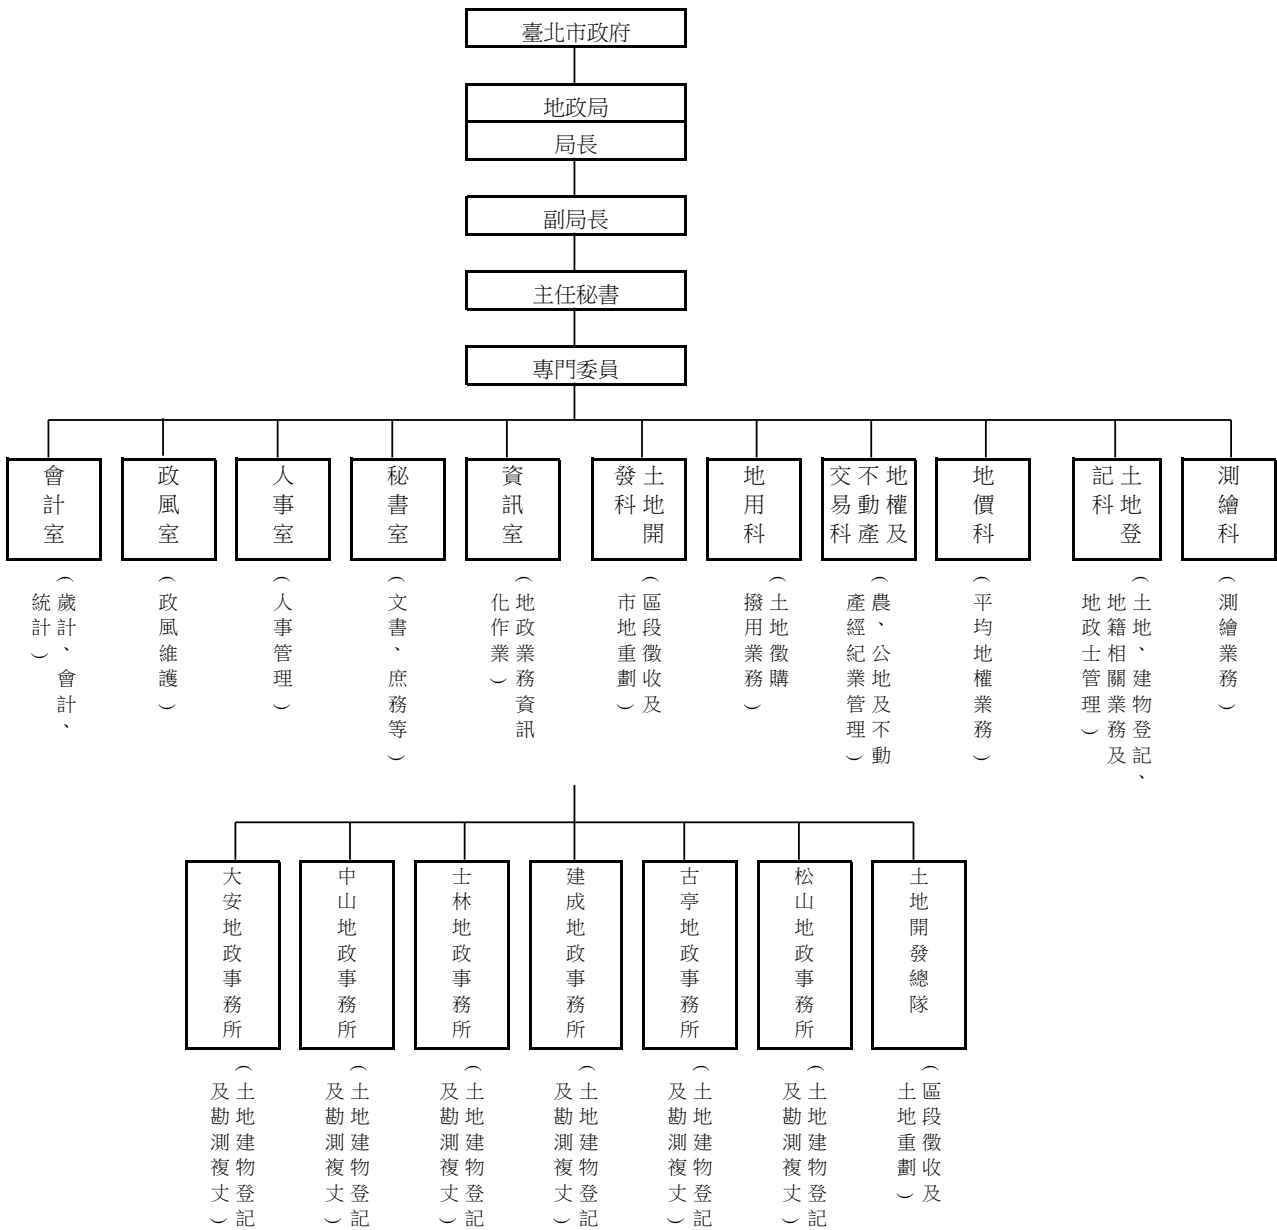 臺北市政府
地政局
局長
副局長
主任秘書
專門委員
測繪科
(測繪業務)
土地登
記科
(土地、建物登記、
地籍相關業務及
地政士管理)
地價科
(平均地權業務)
地權及
不動產
交易科
(農、公地及不動
產經紀業管理)
地用科
(土地徵購
撥用業務)
土地開
發科
(區段徵收及
市地重劃)
資訊室
(地政業務資訊
化作業)
秘書室
(文書、庶務等)
人事室
(人事管理)
政風室
(政風維護)
會計室
(歲計、會計、
統計)
土地開發總隊
(區段徵收及
土地重劃)
松山地政事務所
(土地建物登記
及勘測複丈)
古亭地政事務所
(土地建物登記
及勘測複丈)
建成地政事務所
(土地建物登記
及勘測複丈)
士林地政事務所
(土地建物登記
及勘測複丈)
中山地政事務所
(土地建物登記
及勘測複丈)
大安地政事務所
(土地建物登記
及勘測複丈)